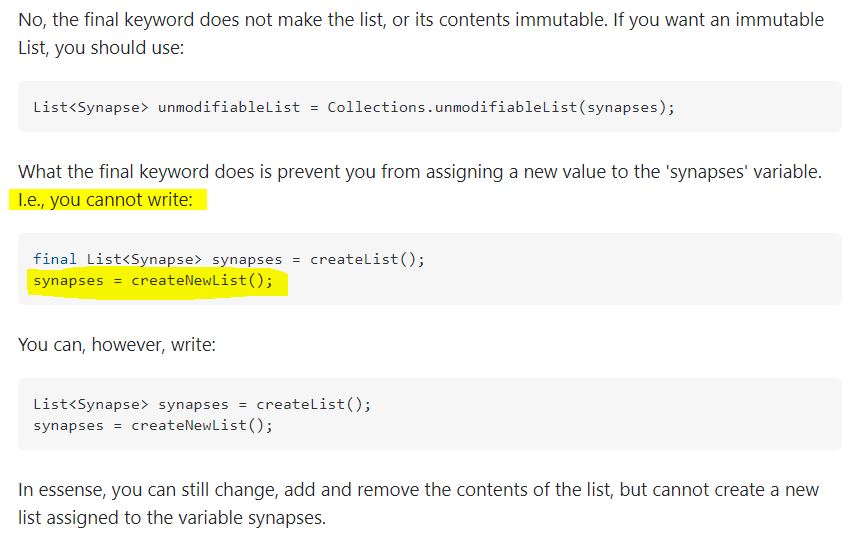 No, the final keyword does not make the list, or its contents immutable. If you want an immutable
List, you should use:
List<Synapse> unmodifiableList = Collections.unmodifiableList(synapses);
What the final keyword does is prevent you from assigning a new value to the 'synapses' variable.
I.e., you cannot write:
final List<Synapse> synapses = createList();
synapses = createNewList();
You can, however, write:
List<Synapse> synapses = createList();
synapses = createNewList();
In essense, you can still change, add and remove the contents of the list, but cannot create a new
list assigned to the variable synapses.